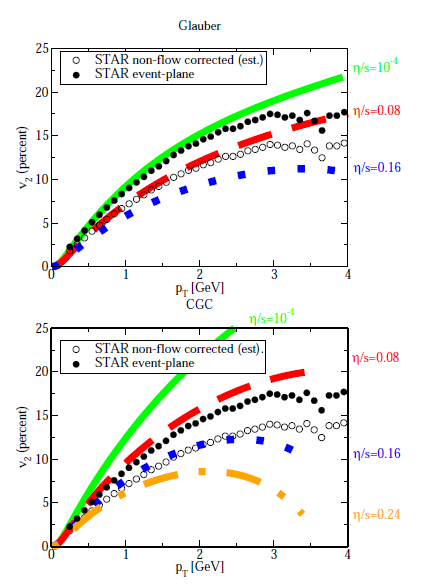 Glauber
25
STAR non-flow corrected (est.)
STAR event-plane
η/s=10⁻⁴
20
η/s=0.08
15
v₂ (percent)
η/s=0.16
10
5
0
0 1 2 3 4
p_T [GeV]
CGC
η/s=10⁻⁴
25
STAR non-flow corrected (est).
STAR event-plane
η/s=0.08
20
15
v₂ (percent)
η/s=0.16
10
5
η/s=0.24
0
0 1 2 3 4
p_T [GeV]